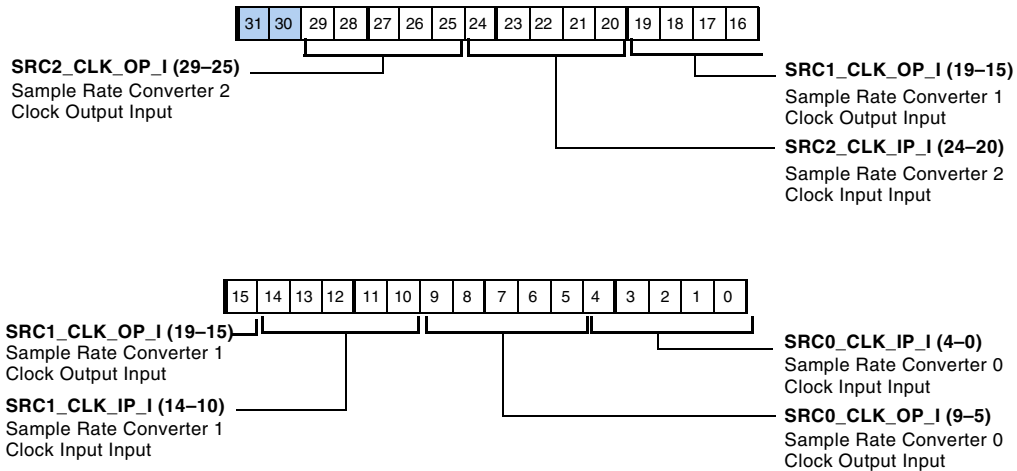 31 30 29 28 27 26 25 24 23 22 21 20 19 18 17 16
SRC2_CLK_OP_I (29–25)
Sample Rate Converter 2
Clock Output Input
SRC1_CLK_OP_I (19–15)
Sample Rate Converter 1
Clock Output Input
SRC2_CLK_IP_I (24–20)
Sample Rate Converter 2
Clock Input Input
15 14 13 12 11 10 9 8 7 6 5 4 3 2 1 0
SRC1_CLK_OP_I (19–15)
Sample Rate Converter 1
Clock Output Input
SRC1_CLK_IP_I (14–10)
Sample Rate Converter 1
Clock Input Input
SRC0_CLK_IP_I (4–0)
Sample Rate Converter 0
Clock Input Input
SRC0_CLK_OP_I (9–5)
Sample Rate Converter 0
Clock Output Input